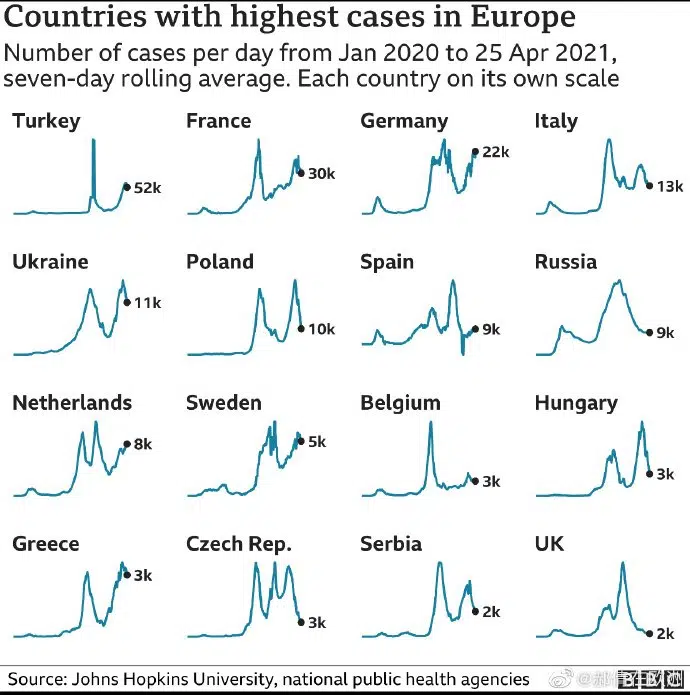 Countries with highest cases in Europe
Number of cases per day from Jan 2020 to 25 Apr 2021,
seven-day rolling average. Each country on its own scale
Turkey France Germany Italy
52k 30k 22k 13k
Ukraine Poland Spain Russia
11k 10k 9k 9k
Netherlands Sweden Belgium Hungary
8k 5k 3k 3k
Greece Czech Rep. Serbia UK
3k 3k 2k 2k
Source: Johns Hopkins University, national public health agencies BBC